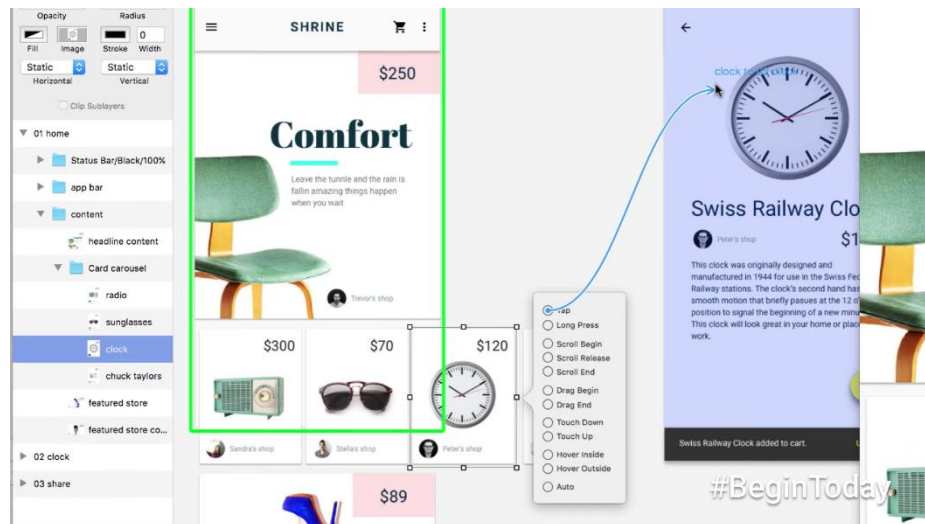 Opacity
Radius
0
Fill
Image
Stroke
Width
Static
Static
Horizontal
Vertical
Clip Sublayers
01 home
Status Bar/Black/100%
app bar
content
headline content
Card carousel
radio
sunglasses
clock
chuck taylors
featured store
featured store co...
02 clock
03 share
SHRINE
$250
Comfort
Leave the tunnle and the rain is
fallin amazing things happen
when you wait
Trevor's shop
$300
$70
$120
Sandra's shop
Stella's shop
Peter's shop
$89
Tap
Long Press
Scroll Begin
Scroll Release
Scroll End
Drag Begin
Drag End
Touch Down
Touch Up
Hover Inside
Hover Outside
Auto
Swiss Railway Clo
Peter's shop
$1
This clock was originally designed and
manufactured in 1944 for use in the Swiss Fed
Railway stations. The clock's second hand has
smooth motion that briefly pasues at the 12 o
position to signal the beginning of a new minu
This clock will look great in your home or place
work.
Swiss Railway Clock added to cart.
#BeginToday